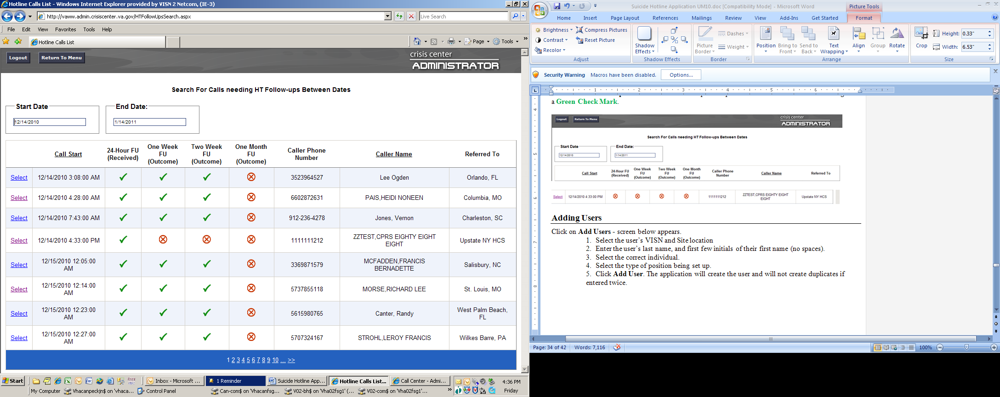 Hotline Calls List - Windows Internet Explorer provided by VISN 2 Netcom, (IE-3)
http://vaww.admin.crisiscenter.va.gov/HTFollowUpsSearch.aspx
Live Search
File Edit View Favorites Tools Help
Hotline Calls List
Page Tools
Logout Return To Menu
crisis center
ADMINISTRATOR
Search For Calls needing HT Follow-ups Between Dates
Start Date End Date:
12/14/2010 1/14/2011
Call Start 24-Hour FU (Received) One Week FU (Outcome) Two Week FU (Outcome) One Month FU (Outcome) Caller Phone Number Caller Name Referred To
Select 12/14/2010 3:08:00 AM 3523964527 Lee Ogden Orlando, FL
Select 12/14/2010 4:28:00 AM 6602872631 PAIS,HEIDI NONEEN Columbia, MO
Select 12/14/2010 7:43:00 AM 912-236-4278 Jones, Vernon Charleston, SC
Select 12/14/2010 4:33:00 PM 1111111212 ZZTEST,CPRS EIGHTY EIGHT EIGHT Upstate NY HCS
Select 12/15/2010 12:05:00 AM 3369871579 MCFADDEN,FRANCIS BERNADETTE Salisbury, NC
Select 12/15/2010 12:14:00 AM 5737855118 MORSE,RICHARD LEE St. Louis, MO
Select 12/15/2010 12:23:00 AM 5615980765 Canter, Randy West Palm Beach, FL
Select 12/15/2010 12:27:00 AM 5707324167 STROHL,LEROY FRANCIS Wilkes Barre, PA
1 2 3 4 5 6 7 8 9 10 ... >>
Start Inbox - Microsoft ... 1 Reminder Suicide Hotline App... Hotline Calls List... Call Center - Admi... 4:36 PM
My Computer Vhacanpeckjn$ on 'vhaca... Control Panel Can-com$ on 'Vhacanfsg... V02-bh$ on 'Vha02fsg1' (... V02-com$ on 'Vha02fsg1'... Friday
Suicide Hotline Application UM10.doc [Compatibility Mode] - Microsoft Word Picture Tools
Home Insert Page Layout References Mailings Review View Add-Ins Get Started Format
Brightness Compress Pictures
Contrast Reset Picture
Recolor
Adjust
Shadow Effects
Shadow Effects
Picture Border
Dashes
Weight
Border
Position Bring to Front Send to Back Text Wrapping Align Group Rotate
Arrange
Crop
Height: 0.33"
Width: 6.53"
Size
Security Warning Macros have been disabled. Options...
1 2 3 4 5 6
a Green Check Mark.
Logout Return To Menu
crisis center
ADMINISTRATOR
Search For Calls needing HT Follow-ups Between Dates
Start Date End Date:
12/14/2010 1/14/2011
Call Start 24-Hour FU (Received) One Week FU (Outcome) Two Week FU (Outcome) One Month FU (Outcome) Caller Phone Number Caller Name Referred To
Select 12/14/2010 4:33:00 PM 1111111212 ZZTEST,CPRS EIGHTY EIGHT EIGHT Upstate NY HCS
Adding Users
Click on Add Users - screen below appears.
1. Select the user's VISN and Site location
2. Enter the user's last name, and first few initials of their first name (no spaces).
3. Select the correct individual.
4. Select the type of position being set up.
5. Click Add User. The application will create the user and will not create duplicates if
entered twice.
Page: 34 of 42 Words: 7,116 100%